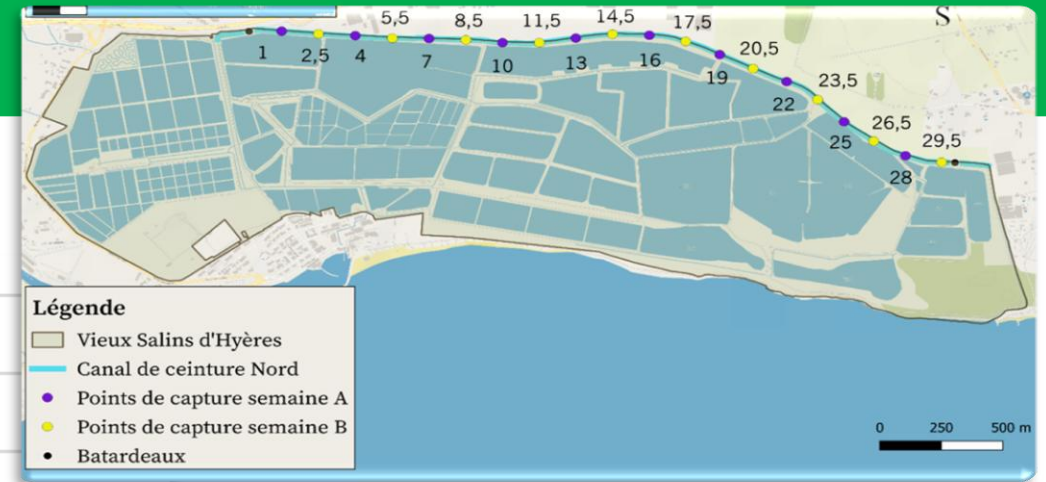 S
5,5
8,5
11,5
14,5
17,5
20,5
23,5
26,5
29,5
1
2,5
4
7
10
13
16
19
22
25
28
Légende
Vieux Salins d'Hyères
Canal de ceinture Nord
Points de capture semaine A
Points de capture semaine B
Batardeaux
0 250 500 m